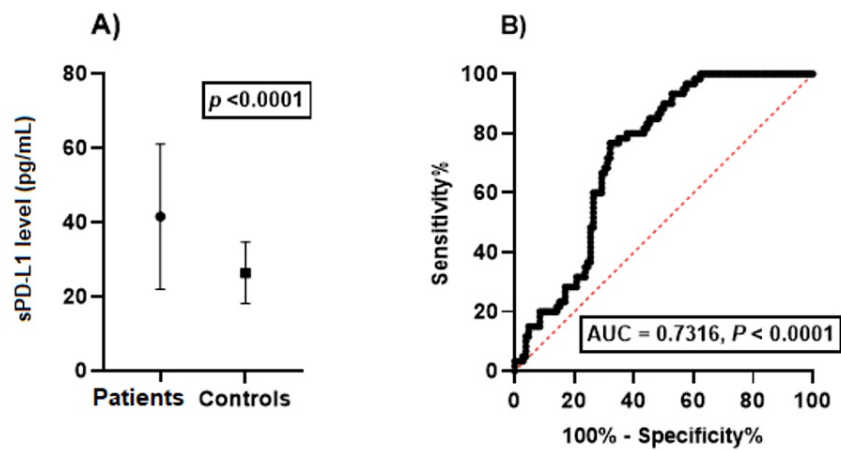 A)
80
60
40
20
0
sPD-L1 level (pg/mL)
p <0.0001
Patients Controls
B)
100
80
60
40
20
0
Sensitivity%
AUC = 0.7316, P < 0.0001
0 20 40 60 80 100
100% - Specificity%